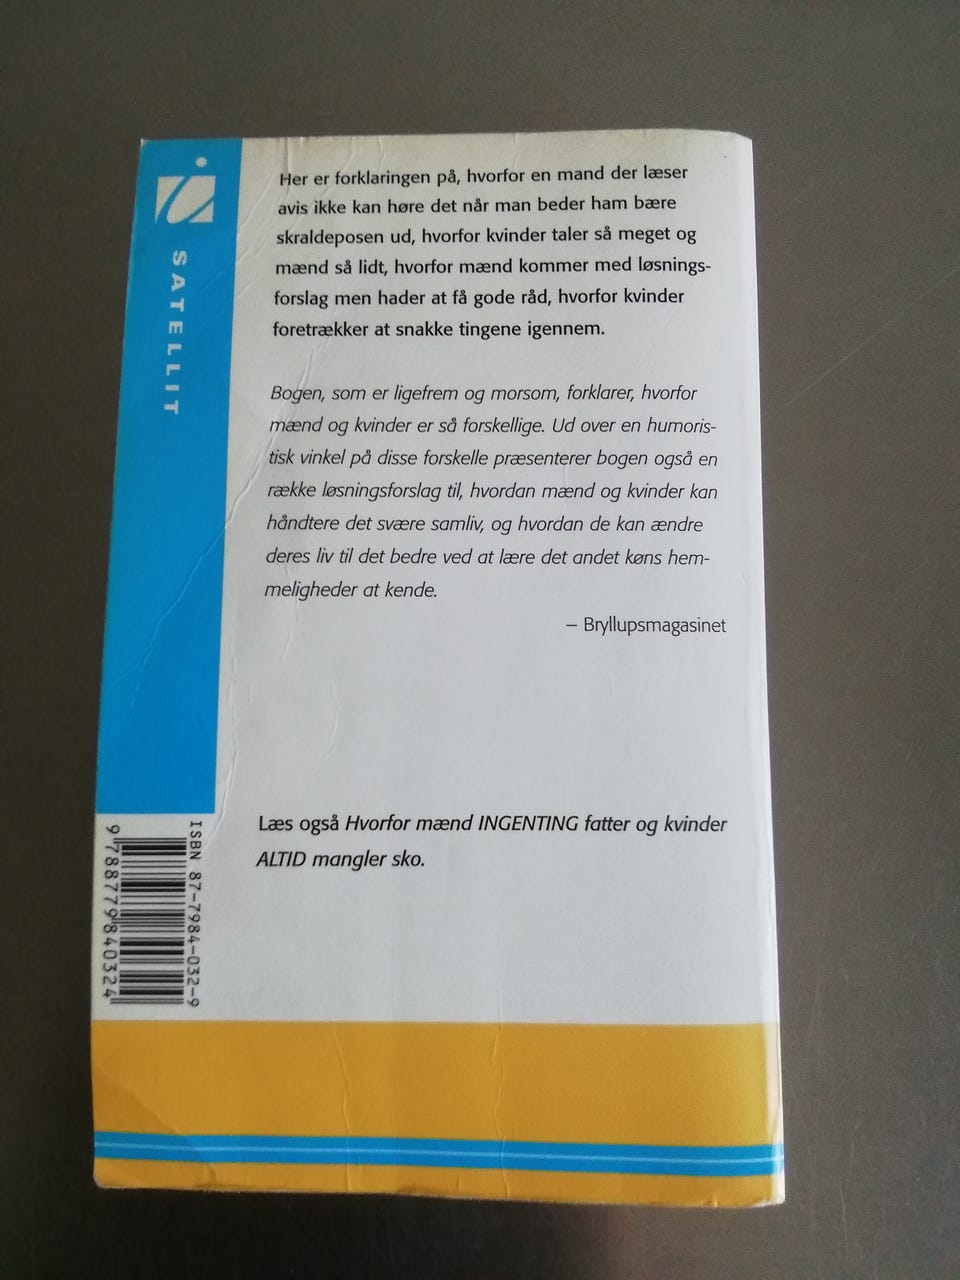 SATELLIT
Her er forklaringen på, hvorfor en mand der læser
avis ikke kan høre det når man beder ham bære
skraldeposen ud, hvorfor kvinder taler så meget og
mænd så lidt, hvorfor mænd kommer med løsnings-
forslag men hader at få gode råd, hvorfor kvinder
foretrækker at snakke tingene igennem.
Bogen, som er ligefrem og morsom, forklarer, hvorfor
mænd og kvinder er så forskellige. Ud over en humoris-
tisk vinkel på disse forskelle præsenterer bogen også en
række løsningsforslag til, hvordan mænd og kvinder kan
håndtere det svære samliv, og hvordan de kan ændre
deres liv til det bedre ved at lære det andet køns hem-
meligheder at kende.
– Bryllupsmagasinet
Læs også Hvorfor mænd INGENTING fatter og kvinder
ALTID mangler sko.
ISBN 87-7984-032-9
9788779840324